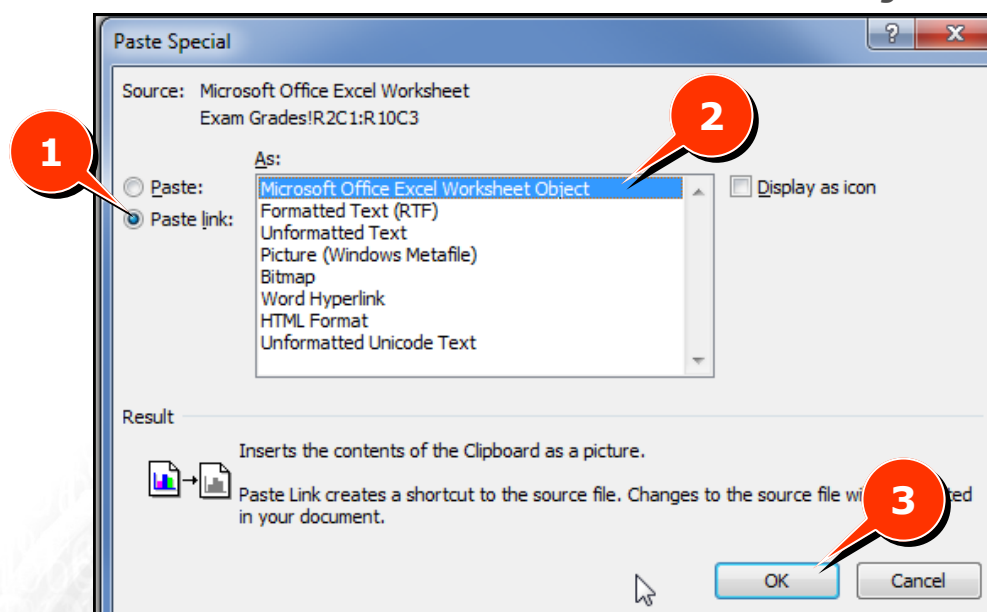 Paste Special
?
X
Source: Microsoft Office Excel Worksheet
Exam Grades!R2C1:R10C3
2
1
As:
Paste:
Microsoft Office Excel Worksheet Object
Display as icon
Paste link:
Formatted Text (RTF)
Unformatted Text
Picture (Windows Metafile)
Bitmap
Word Hyperlink
HTML Format
Unformatted Unicode Text
Result
Inserts the contents of the Clipboard as a picture.
Paste Link creates a shortcut to the source file. Changes to the source file
in your document.
3
OK
Cancel